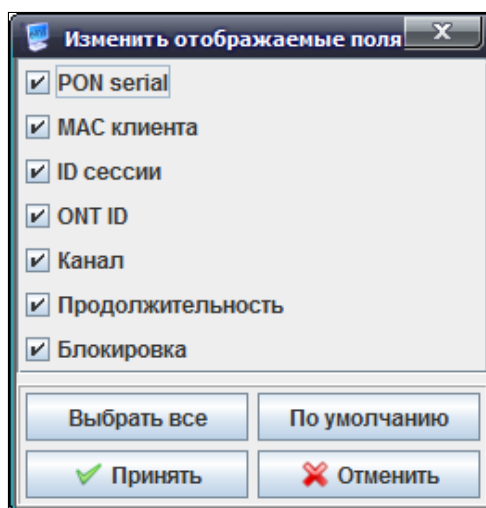 Изменить отображаемые поля
PON serial
MAC клиента
ID сессии
ONT ID
Канал
Продолжительность
Блокировка
Выбрать все
По умолчанию
Принять
Отменить